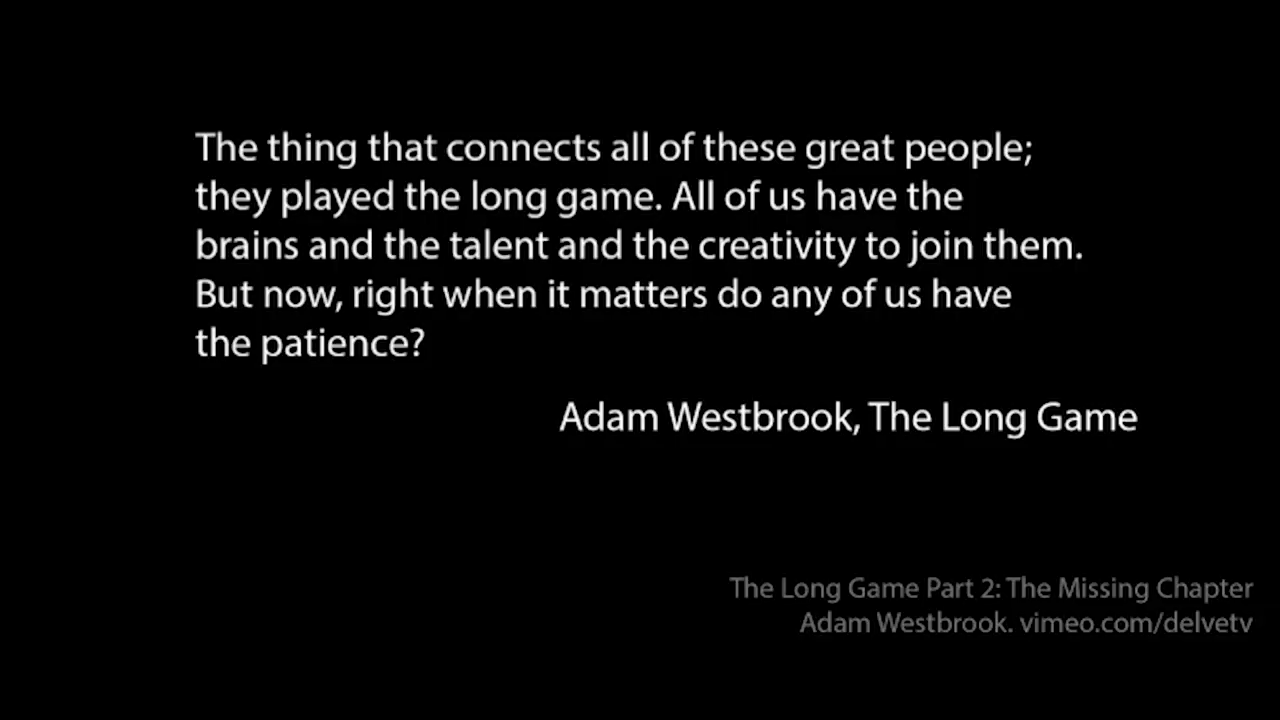 The thing that connects all of these great people;
they played the long game. All of us have the
brains and the talent and the creativity to join them.
But now, right when it matters do any of us have
the patience?
Adam Westbrook, The Long Game
The Long Game Part 2: The Missing Chapter
Adam Westbrook. vimeo.com/delvetv